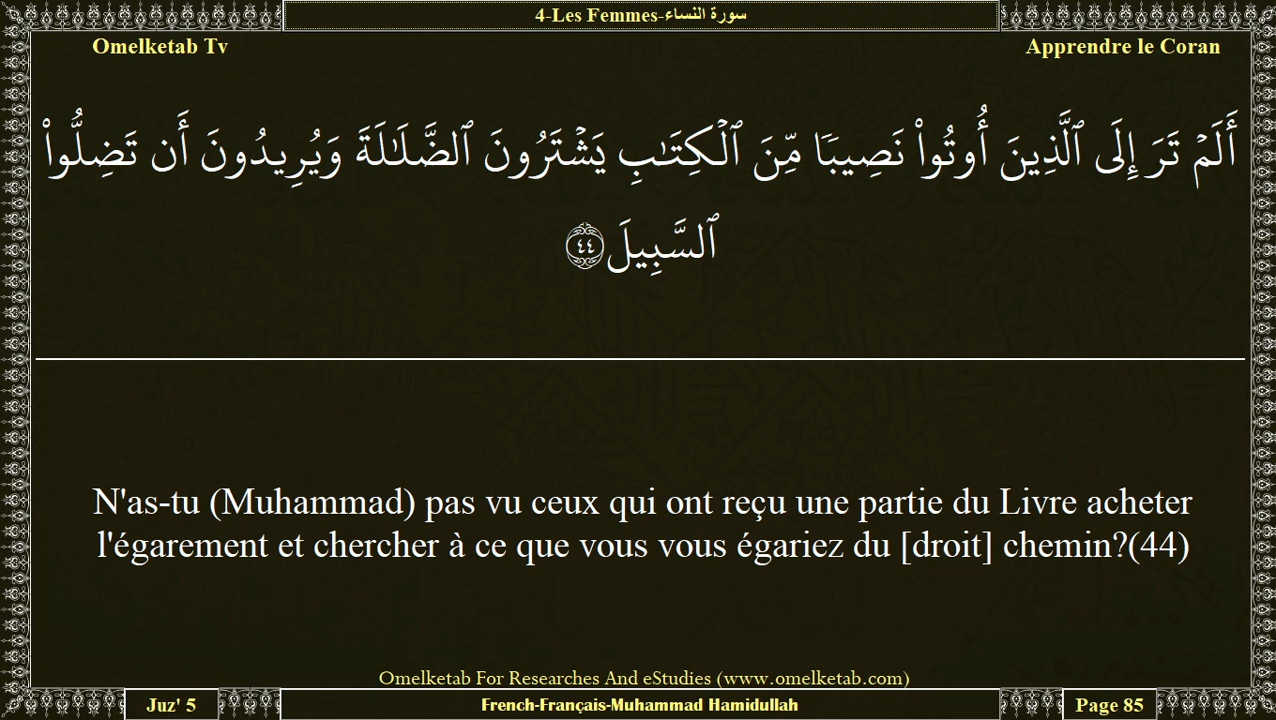 4-Les Femmes-سورة النساء
Omelketab Tv
Apprendre le Coran
أَلَمۡ تَرَ إِلَى ٱلَّذِينَ أُوتُواْ نَصِيبٗا مِّنَ ٱلۡكِتَٰبِ يَشۡتَرُونَ ٱلضَّلَٰلَةَ وَيُرِيدُونَ أَن تَضِلُّواْ
ٱلسَّبِيلَ ٤٤
N'as-tu (Muhammad) pas vu ceux qui ont reçu une partie du Livre acheter
l'égarement et chercher à ce que vous vous égariez du [droit] chemin?(44)
Omelketab For Researches And eStudies (www.omelketab.com)
Juz' 5
French-Français-Muhammad Hamidullah
Page 85